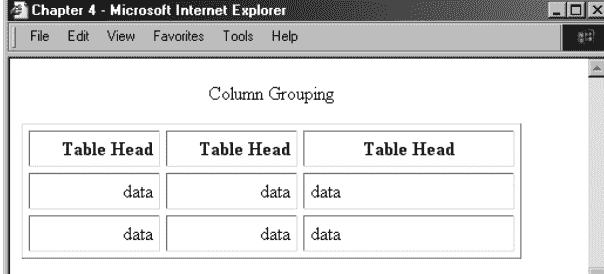 Chapter 4 - Microsoft Internet Explorer
File Edit View Favorites Tools Help
Column Grouping
Table Head Table Head Table Head
data data data
data data data